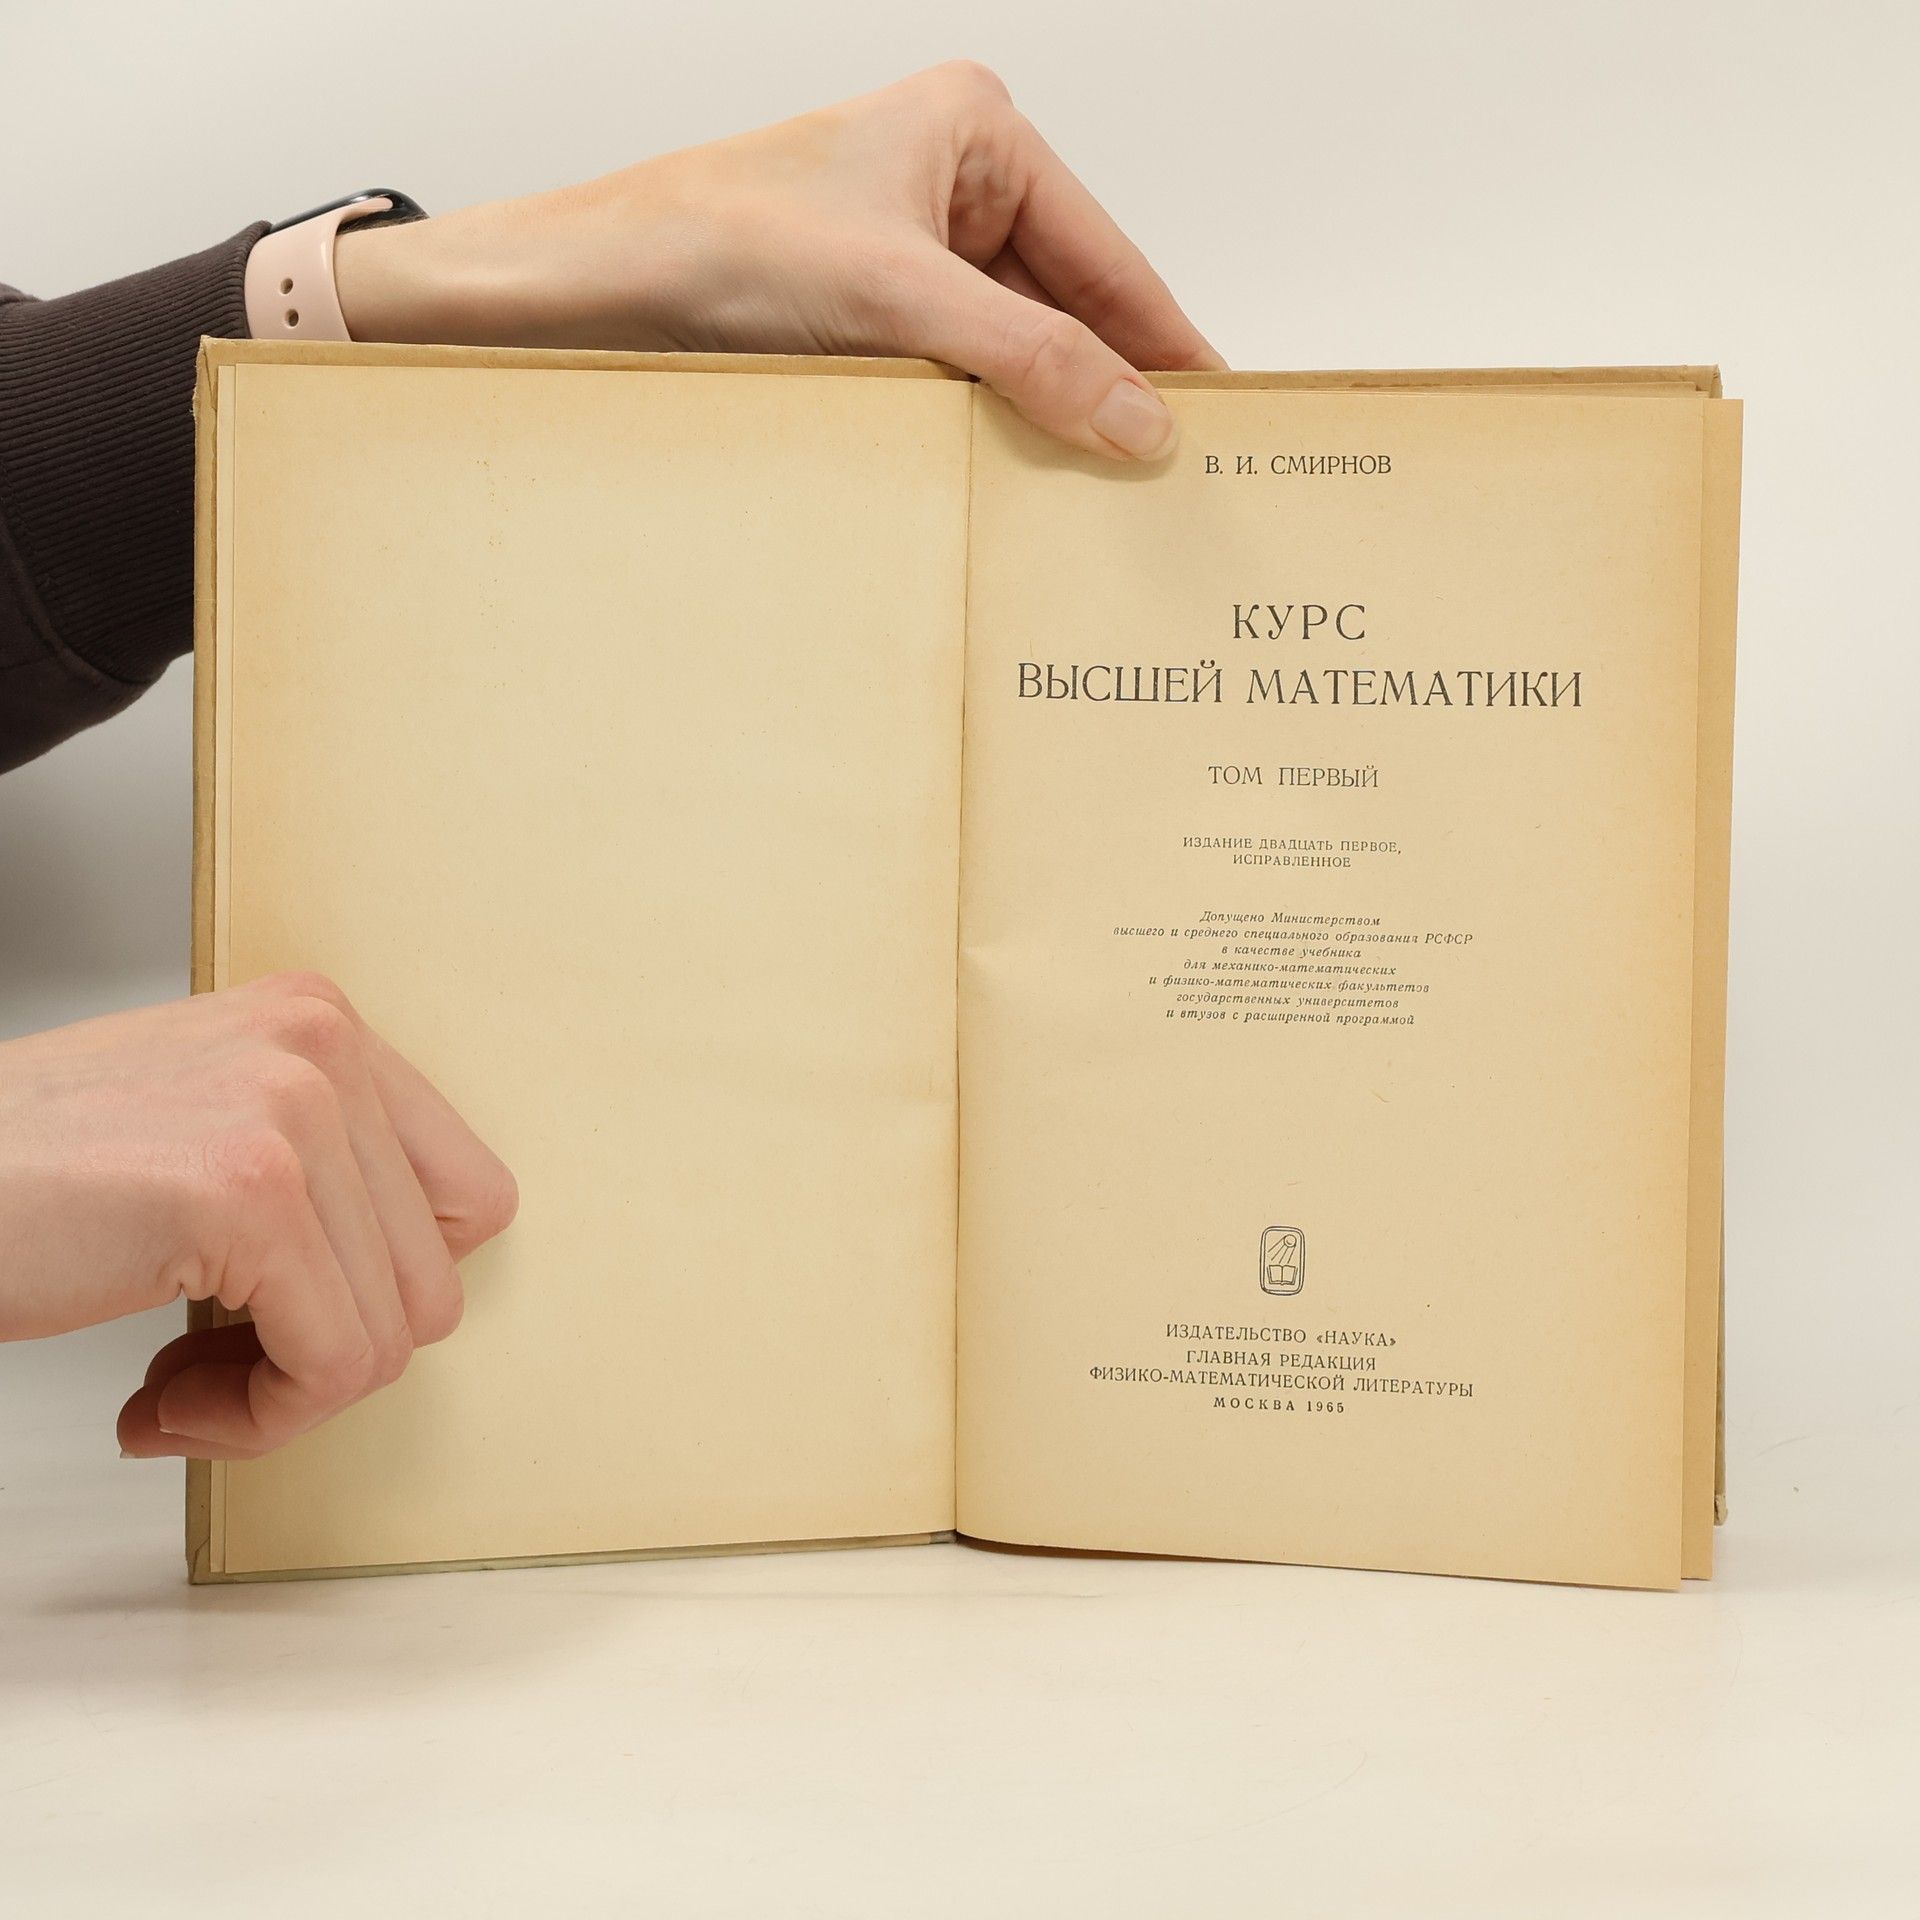 В. И. СМИРНОВ
КУРС
ВЫСШЕЙ МАТЕМАТИКИ
ТОМ ПЕРВЫЙ
ИЗДАНИЕ ДВАДЦАТЬ ПЕРВОЕ,
ИСПРАВЛЕННОЕ
Допущено Министерством
высшего и среднего специального образования РСФСР
в качестве учебника
для механико-математических
и физико-математических факультетов
государственных университетов
и втузов с расширенной программой
ИЗДАТЕЛЬСТВО «НАУКА»
ГЛАВНАЯ РЕДАКЦИЯ
ФИЗИКО-МАТЕМАТИЧЕСКОЙ ЛИТЕРАТУРЫ
МОСКВА 1965